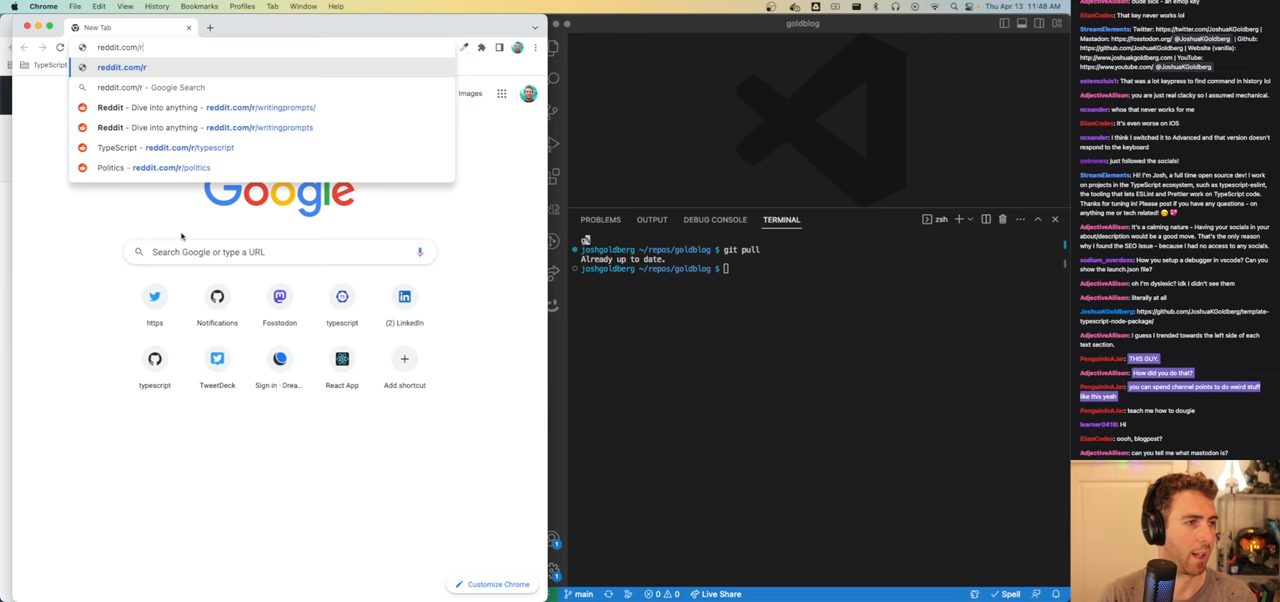 Chrome File Edit View History Bookmarks Profiles Tab Window Help
Thu Apr 13 11:48 AM
New Tab
reddit.com/r
TypeScript
reddit.com/r
reddit.com/r - Google Search
Reddit - Dive into anything - reddit.com/r/writingprompts/
Reddit - Dive into anything - reddit.com/r/writingprompts
TypeScript - reddit.com/r/typescript
Politics - reddit.com/r/politics
Images
Google
Search Google or type a URL
https
Notifications
Fosstodon
typescript
(2) LinkedIn
typescript
TweetDeck
Sign in · Drea...
React App
Add shortcut
Customize Chrome
goldblog
PROBLEMS OUTPUT DEBUG CONSOLE TERMINAL
zsh
joshgoldberg ~/repos/goldblog $ git pull
Already up to date.
joshgoldberg ~/repos/goldblog $
main
0 0
Live Share
Spell
1
1
AdjectiveAllison: dude sick - an emoji key
ElianCodes: That key never works lol
StreamElements: Twitter: https://twitter.com/JoshuaKGoldberg |
Mastadon: https://fosstodon.org/ @JoshuaKGoldberg | Github:
https://github.com/JoshuaKGoldberg | Website (vanilla):
http://www.joshuakgoldberg.com | YouTube:
https://www.youtube.com/ @JoshuaKGoldberg
estevezluis1: That was a lot keypress to find command in history lol
AdjectiveAllison: you are just real clacky so I assumed mechanical.
ncsander: whoa that never works for me
ElianCodes: it's even worse on IOS
ncsander: I think I switched it to Advanced and that version doesn't
respond to the keyboard
cotrones: just followed the socials!
StreamElements: Hi! I'm Josh, a full time open source dev! I
work on projects in the TypeScript ecosystem, such as typescript-eslint,
the tooling that lets ESLint and Prettier work on TypeScript code.
Thanks for tuning in! Please post if you have any questions - on
anything me or tech related! 😊 💖
AdjectiveAllison: It's a calming nature - Having your socials in your
about/description would be a good move. That's the only reason
why I found the SEO issue - because I had no access to any socials.
sodium_overdoss: How you setup a debugger in vscode? Can you
show the launch.json file?
AdjectiveAllison: oh I'm dyslexic? Idk I didn't see them
AdjectiveAllison: literally at all
JoshuaKGoldberg: https://github.com/JoshuaKGoldberg/template-
typescript-node-package/
AdjectiveAllison: I guess I trended towards the left side of each
text section.
PenguinInAJar: THIS GUY.
AdjectiveAllison: How did you do that?
PenguinInAJar: you can spend channel points to do weird stuff
like this yeah
PenguinInAJar: teach me how to dougie
learner0418: Hi
ElianCodes: oooh, blogpost?
AdjectiveAllison: can you tell me what mastodon is?